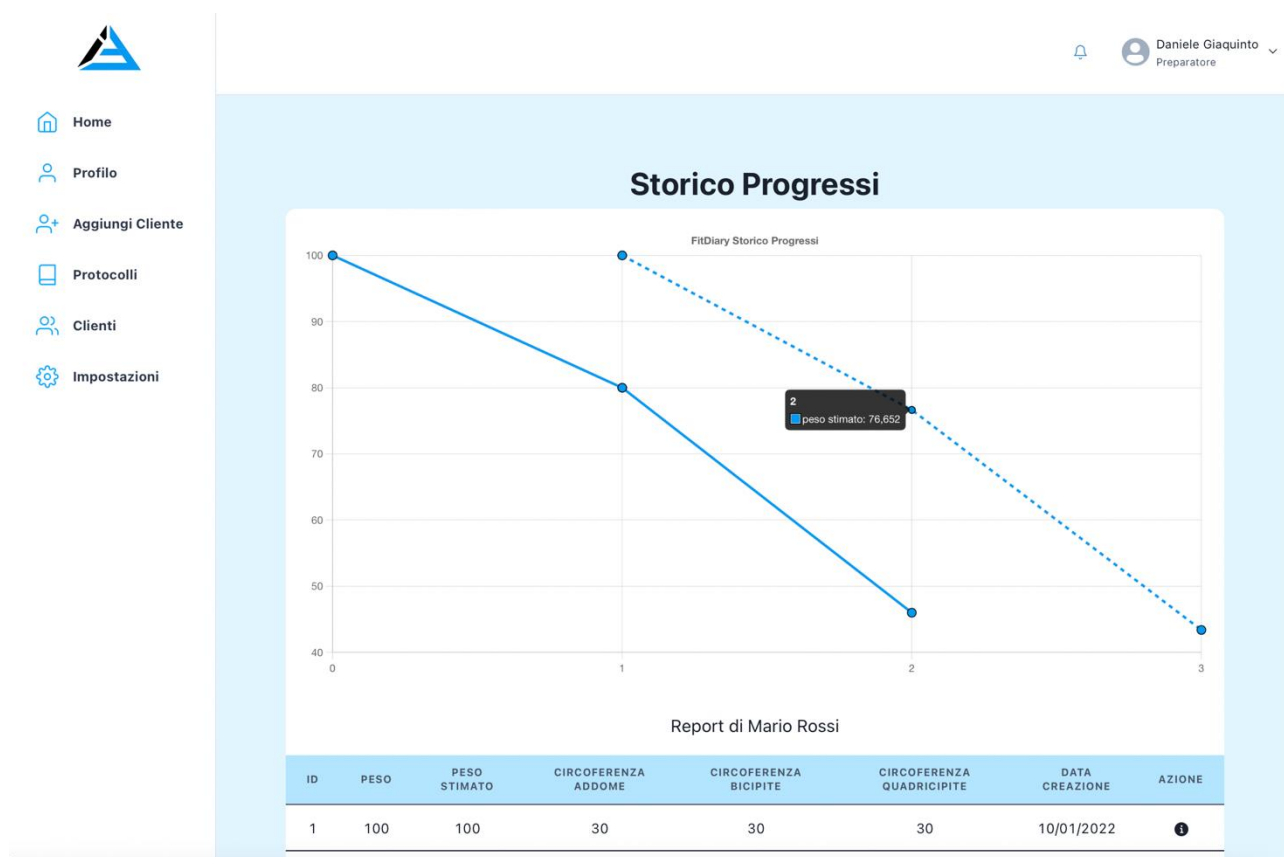 Daniele Giaquinto
Preparatore
Home
Profilo
Aggiungi Cliente
Protocolli
Clienti
Impostazioni
Storico Progressi
FitDiary Storico Progressi
100
90
80
70
60
50
40
0
1
2
3
2
peso stimato: 76,652
Report di Mario Rossi
ID PESO PESO STIMATO CIRCOFERENZA ADDOME CIRCOFERENZA BICIPITE CIRCOFERENZA QUADRICIPITE DATA CREAZIONE AZIONE
1 100 100 30 30 30 10/01/2022